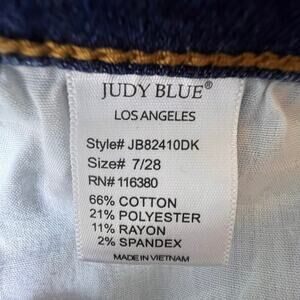 JUDY BLUE®
LOS ANGELES
Style# JB82410DK
Size# 7/28
RN# 116380
66% COTTON
21% POLYESTER
11% RAYON
2% SPANDEX
MADE IN VIETNAM